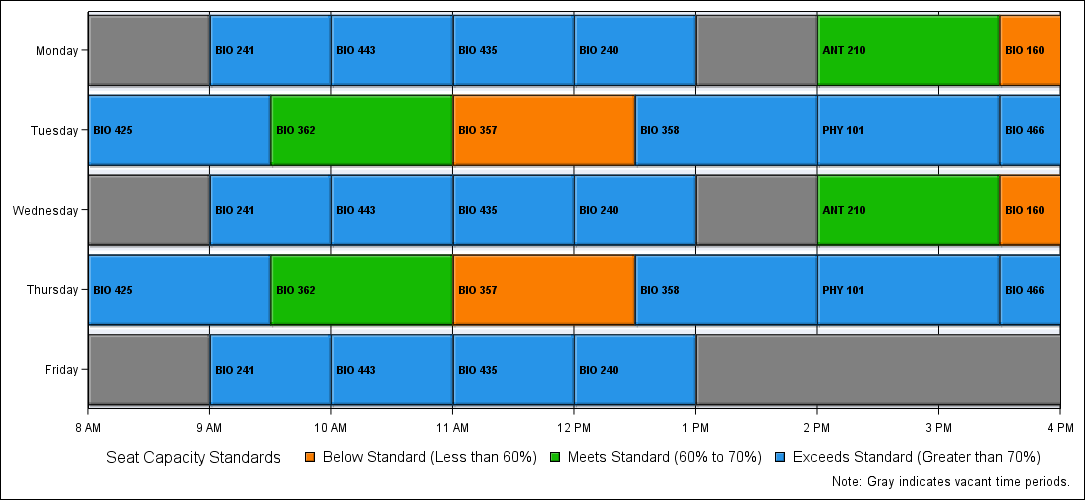 Monday BIO 241 BIO 443 BIO 435 BIO 240 ANT 210 BIO 160
Tuesday BIO 425 BIO 362 BIO 357 BIO 358 PHY 101 BIO 466
Wednesday BIO 241 BIO 443 BIO 435 BIO 240 ANT 210 BIO 160
Thursday BIO 425 BIO 362 BIO 357 BIO 358 PHY 101 BIO 466
Friday BIO 241 BIO 443 BIO 435 BIO 240
8 AM 9 AM 10 AM 11 AM 12 PM 1 PM 2 PM 3 PM 4 PM
Seat Capacity Standards Below Standard (Less than 60%) Meets Standard (60% to 70%) Exceeds Standard (Greater than 70%)
Note: Gray indicates vacant time periods.